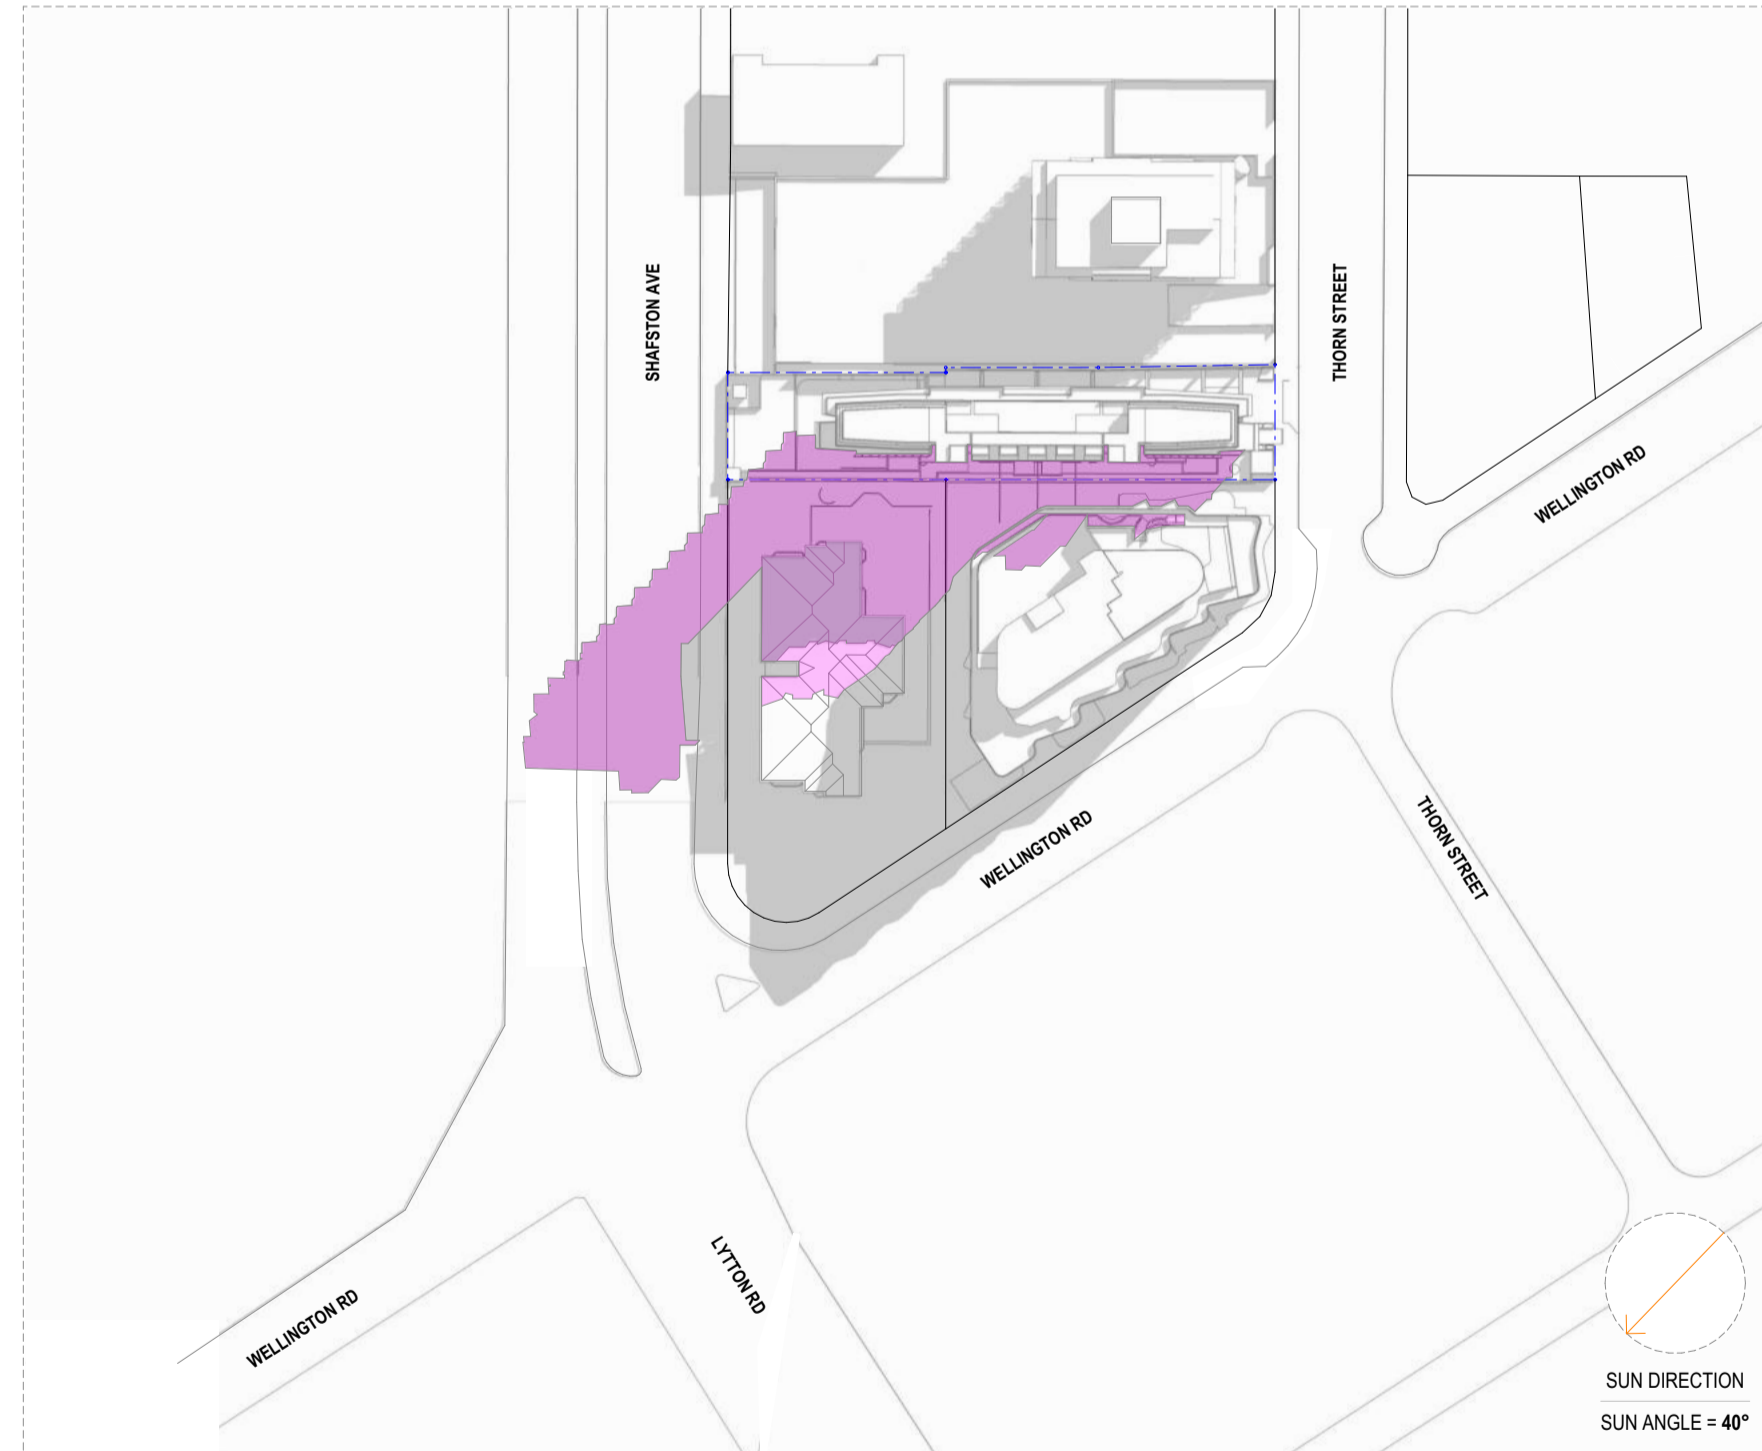 SHAFSTON AVE
THORN STREET
WELLINGTON RD
WELLINGTON RD
THORN STREET
LYTTON RD
WELLINGTON RD
SUN DIRECTION
SUN ANGLE = 40°